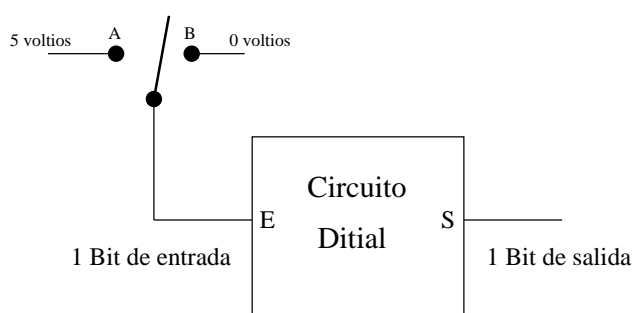 5 voltios A B 0 voltios
Circuito
E Ditial S
1 Bit de entrada 1 Bit de salida